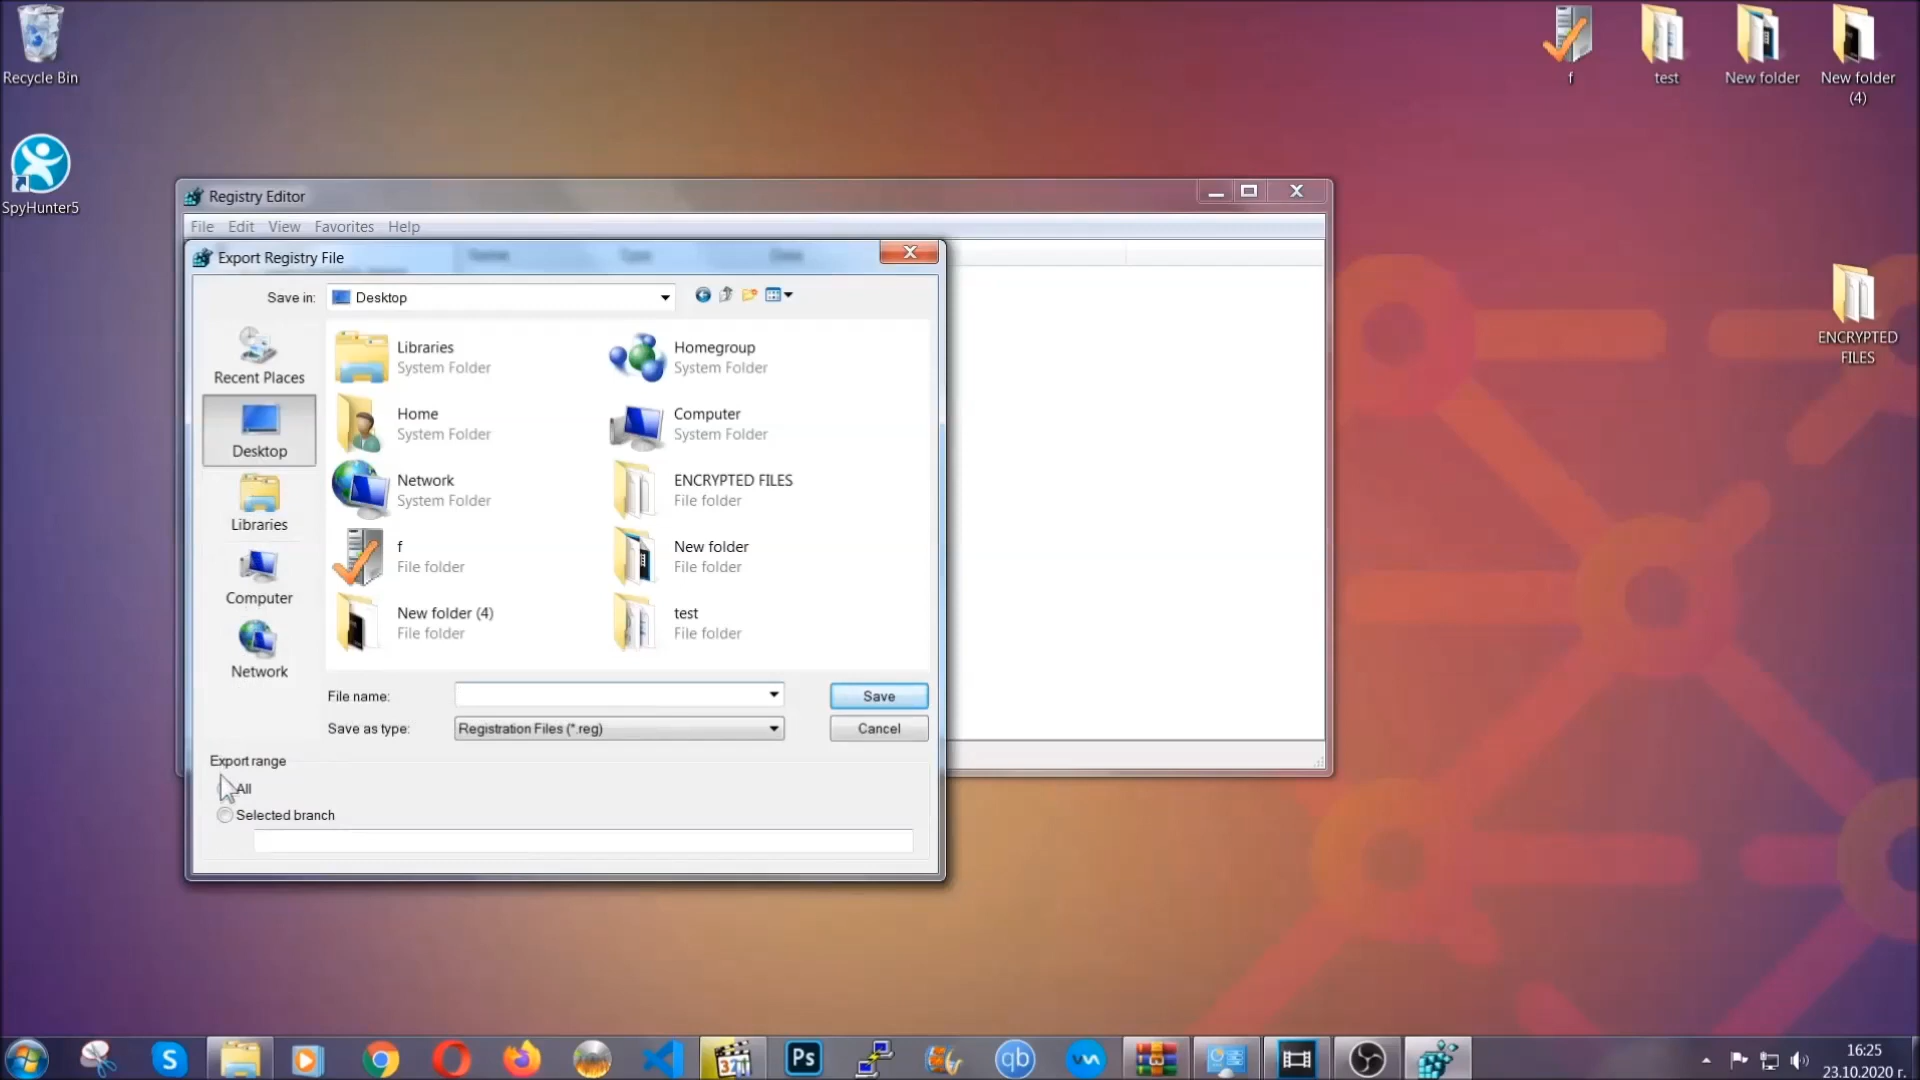 Recycle Bin
SpyHunter5
f
test
New folder
New folder
(4)
ENCRYPTED
FILES
Registry Editor
File Edit View Favorites Help
Export Registry File
Save in:
Desktop
Recent Places
Desktop
Libraries
Computer
Network
Libraries
System Folder
Homegroup
System Folder
Home
System Folder
Computer
System Folder
Network
System Folder
ENCRYPTED FILES
File folder
f
File folder
New folder
File folder
New folder (4)
File folder
test
File folder
File name:
Save
Save as type:
Registration Files (*.reg)
Cancel
Export range
All
Selected branch
S
321
Ps
qb
16:25
23.10.2020 г.